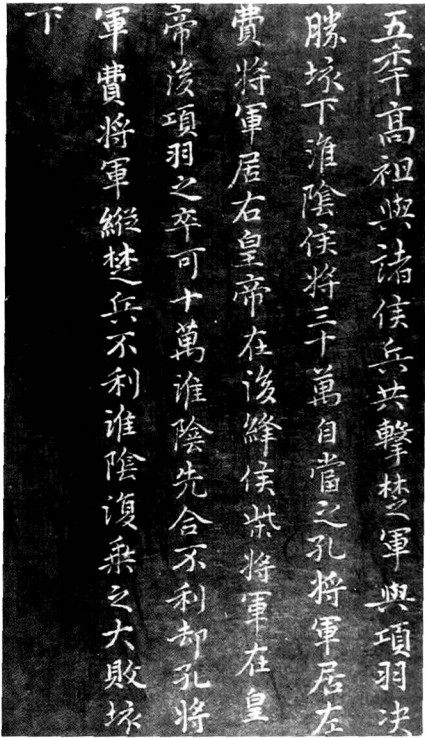 五年高祖與諸侯兵共擊楚軍與項羽决
勝垓下淮陰侯將三十萬自當之孔將軍居左
費將軍居右皇帝在後絳侯柴將軍在皇
帝後項羽之卒可十萬淮陰先合不利却孔將
軍費將軍縱楚兵不利淮陰復乘之大敗垓
下